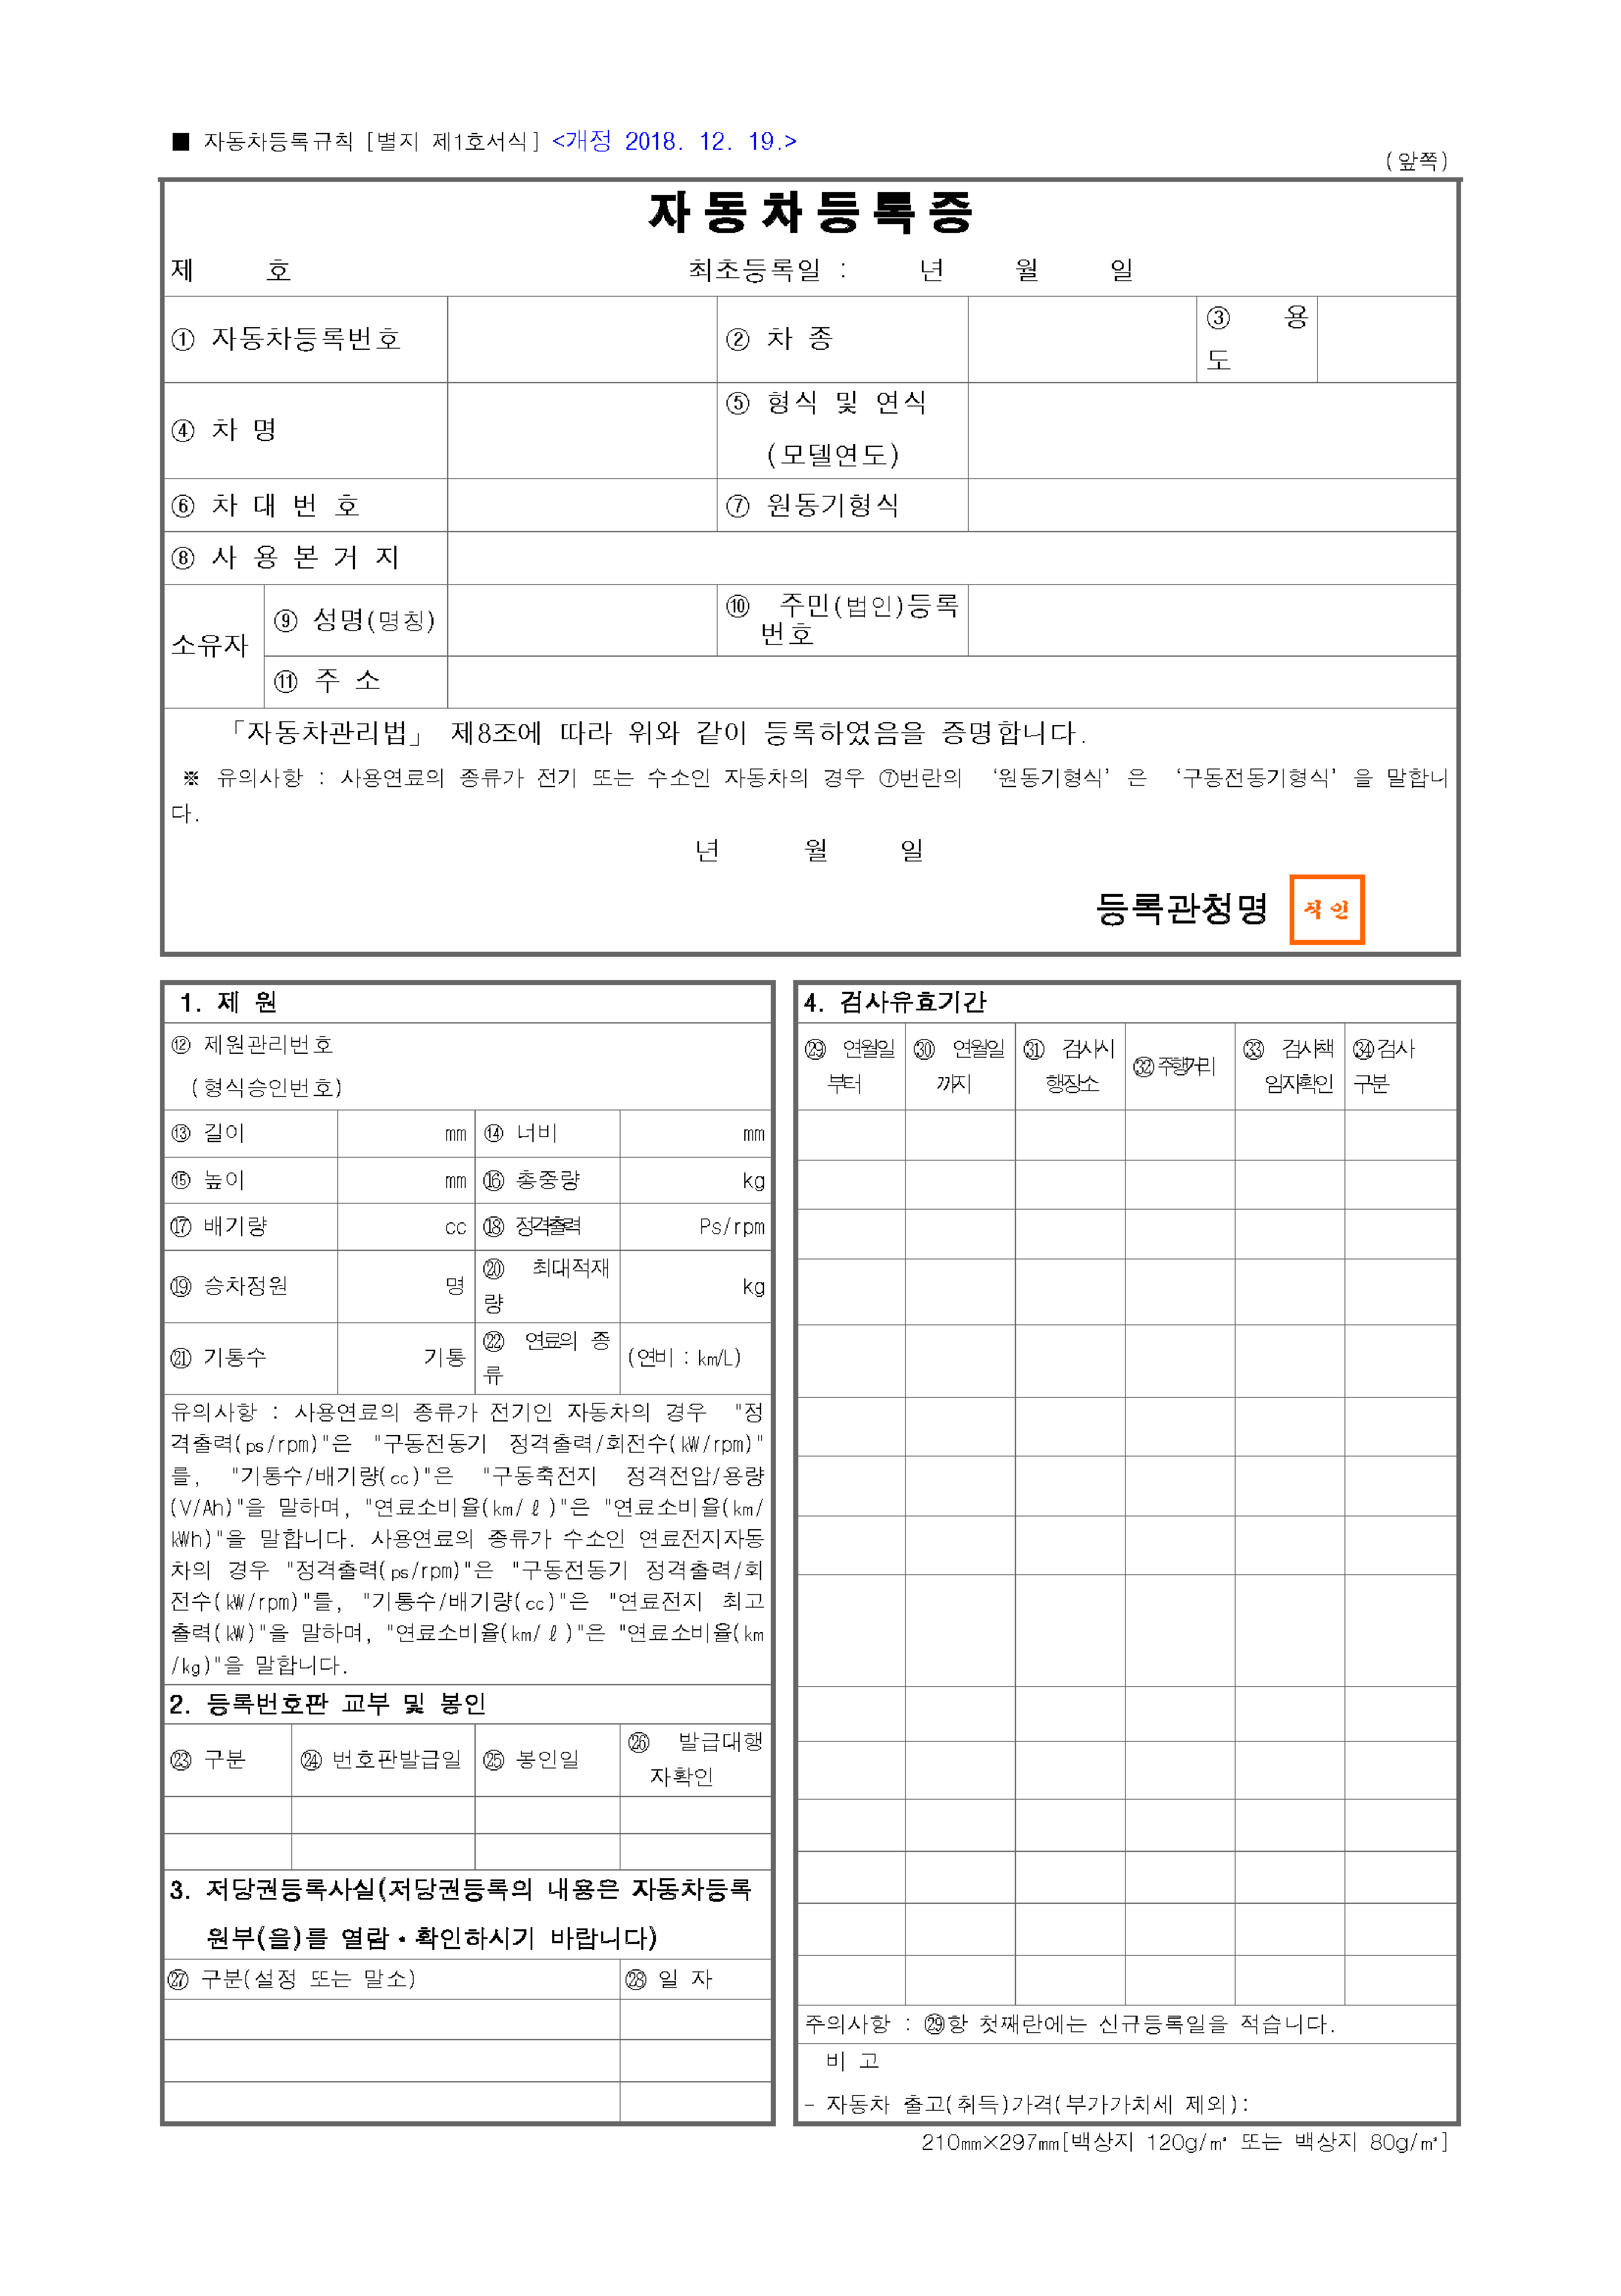 ■ 자동차등록규칙 [별지 제1호서식] <개정 2018. 12. 19.>
(앞쪽)
자동차등록증
제 호 최초등록일 : 년 월 일
① 자동차등록번호 ② 차 종 ③ 용
도
④ 차 명 ⑤ 형식 및 연식
(모델연도)
⑥ 차 대 번 호 ⑦ 원동기형식
⑧ 사 용 본 거 지
소유자 ⑨ 성명(명칭) ⑩ 주민(법인)등록
번호
⑪ 주 소
「자동차관리법」 제8조에 따라 위와 같이 등록하였음을 증명합니다.
※ 유의사항 : 사용연료의 종류가 전기 또는 수소인 자동차의 경우 ⑦번란의 ‘원동기형식’은 ‘구동전동기형식’을 말합니
다.
년 월 일
등록관청명 직인
1. 제 원
⑫ 제원관리번호
(형식승인번호)
⑬ 길이 mm ⑭ 너비 mm
⑮ 높이 mm ⑯ 총중량 kg
⑰ 배기량 cc ⑱ 정격출력 Ps/rpm
⑲ 승차정원 명 ⑳ 최대적재
량 kg
㉑ 기통수 기통 ㉒ 연료의 종
류 (연비 : km/L)
유의사항 : 사용연료의 종류가 전기인 자동차의 경우 "정
격출력(ps/rpm)"은 "구동전동기 정격출력/회전수(㎾/rpm)"
를, "기통수/배기량(㏄)"은 "구동축전지 정격전압/용량
(V/Ah)"을 말하며, "연료소비율(㎞/ℓ)"은 "연료소비율(㎞/
㎾h)"을 말합니다. 사용연료의 종류가 수소인 연료전지자동
차의 경우 "정격출력(ps/rpm)"은 "구동전동기 정격출력/회
전수(㎾/rpm)"를, "기통수/배기량(㏄)"은 "연료전지 최고
출력(㎾)"을 말하며, "연료소비율(㎞/ℓ)"은 "연료소비율(㎞
/㎏)"을 말합니다.
2. 등록번호판 교부 및 봉인
㉓ 구분 ㉔ 번호판발급일 ㉕ 봉인일 ㉖ 발급대행
자확인
3. 저당권등록사실(저당권등록의 내용은 자동차등록
원부(을)를 열람·확인하시기 바랍니다)
㉗ 구분(설정 또는 말소) ㉘ 일 자
4. 검사유효기간
㉙ 연월일
부터 ㉚ 연월일
까지 ㉛ 검사시
행장소 ㉜ 주행거리 ㉝ 검사책
임자확인 ㉞ 검사
구분
주의사항 : ㉙항 첫째란에는 신규등록일을 적습니다.
비 고
- 자동차 출고(취득)가격(부가가치세 제외):
210㎜×297㎜[백상지 120g/㎡ 또는 백상지 80g/㎡]